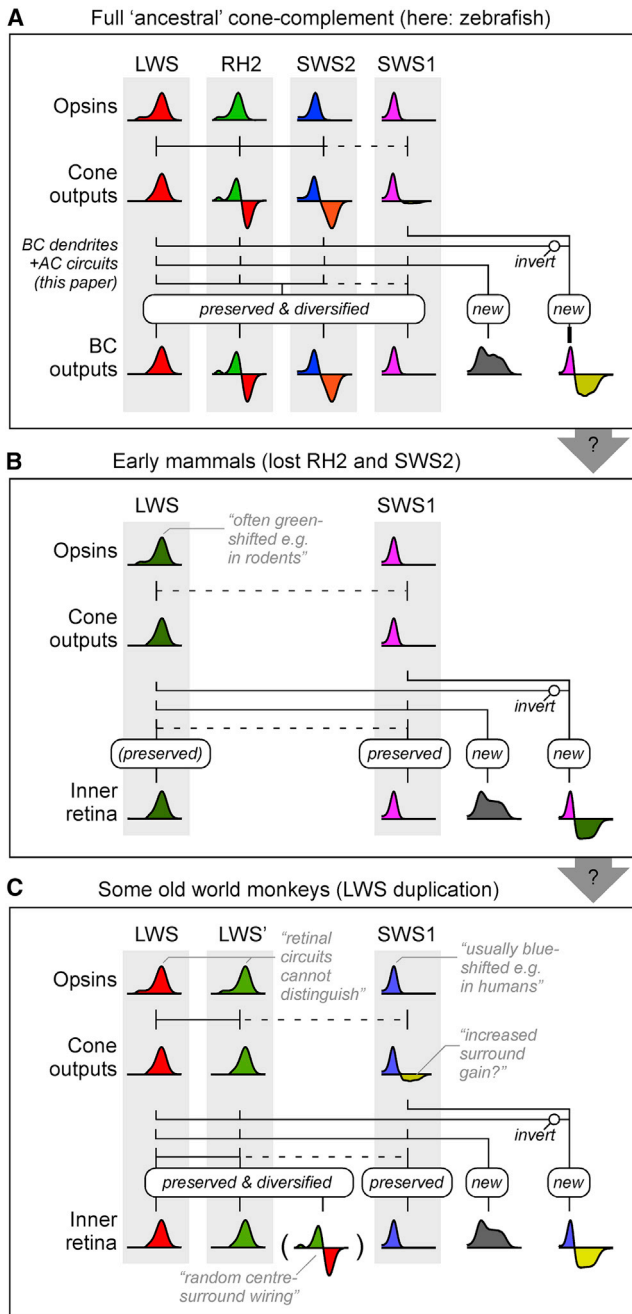 A Full ‘ancestral’ cone-complement (here: zebrafish)
LWS RH2 SWS2 SWS1
Opsins
Cone
outputs
BC dendrites
+AC circuits
(this paper)
invert
preserved & diversified new new
BC
outputs
?
B Early mammals (lost RH2 and SWS2)
LWS SWS1
“often green-
shifted e.g.
in rodents”
Opsins
Cone
outputs
invert
(preserved) preserved new new
Inner
retina
?
C Some old world monkeys (LWS duplication)
LWS LWS’ SWS1
“retinal
circuits
cannot
distinguish”
“usually blue-
shifted e.g.
in humans”
Opsins
Cone
outputs
“increased
surround
gain?”
invert
preserved & diversified preserved new new
Inner
retina
( )
“random centre-
surround wiring”